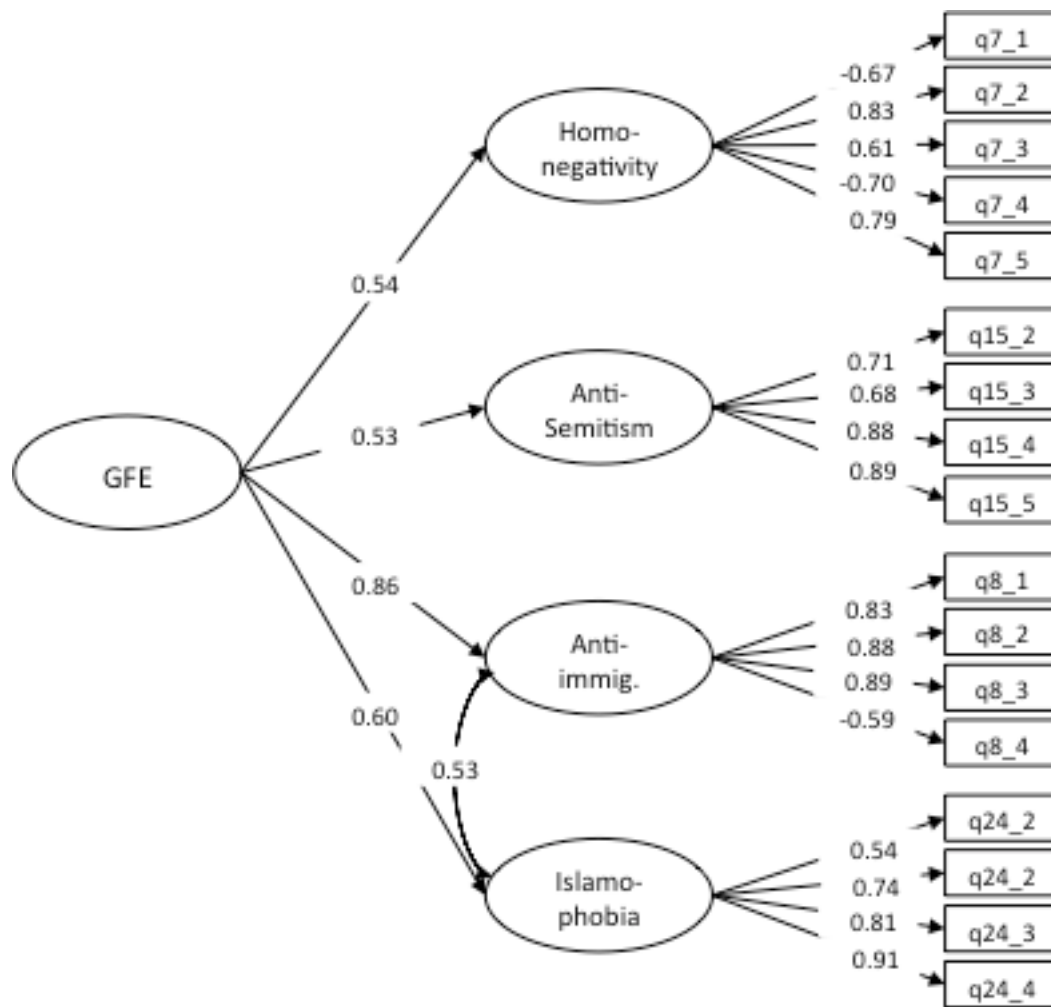 q7_1
-0.67
q7_2
Homo-
negativity
0.83
0.61
q7_3
-0.70
q7_4
0.79
q7_5
0.54
q15_2
0.71
Anti-
Semitism
0.68
q15_3
0.88
q15_4
0.89
q15_5
0.53
GFE
q8_1
0.86
0.83
q8_2
Anti-
immig.
0.88
0.89
q8_3
-0.59
q8_4
0.60
0.53
q24_2
0.54
q24_2
Islamo-
phobia
0.74
0.81
q24_3
0.91
q24_4